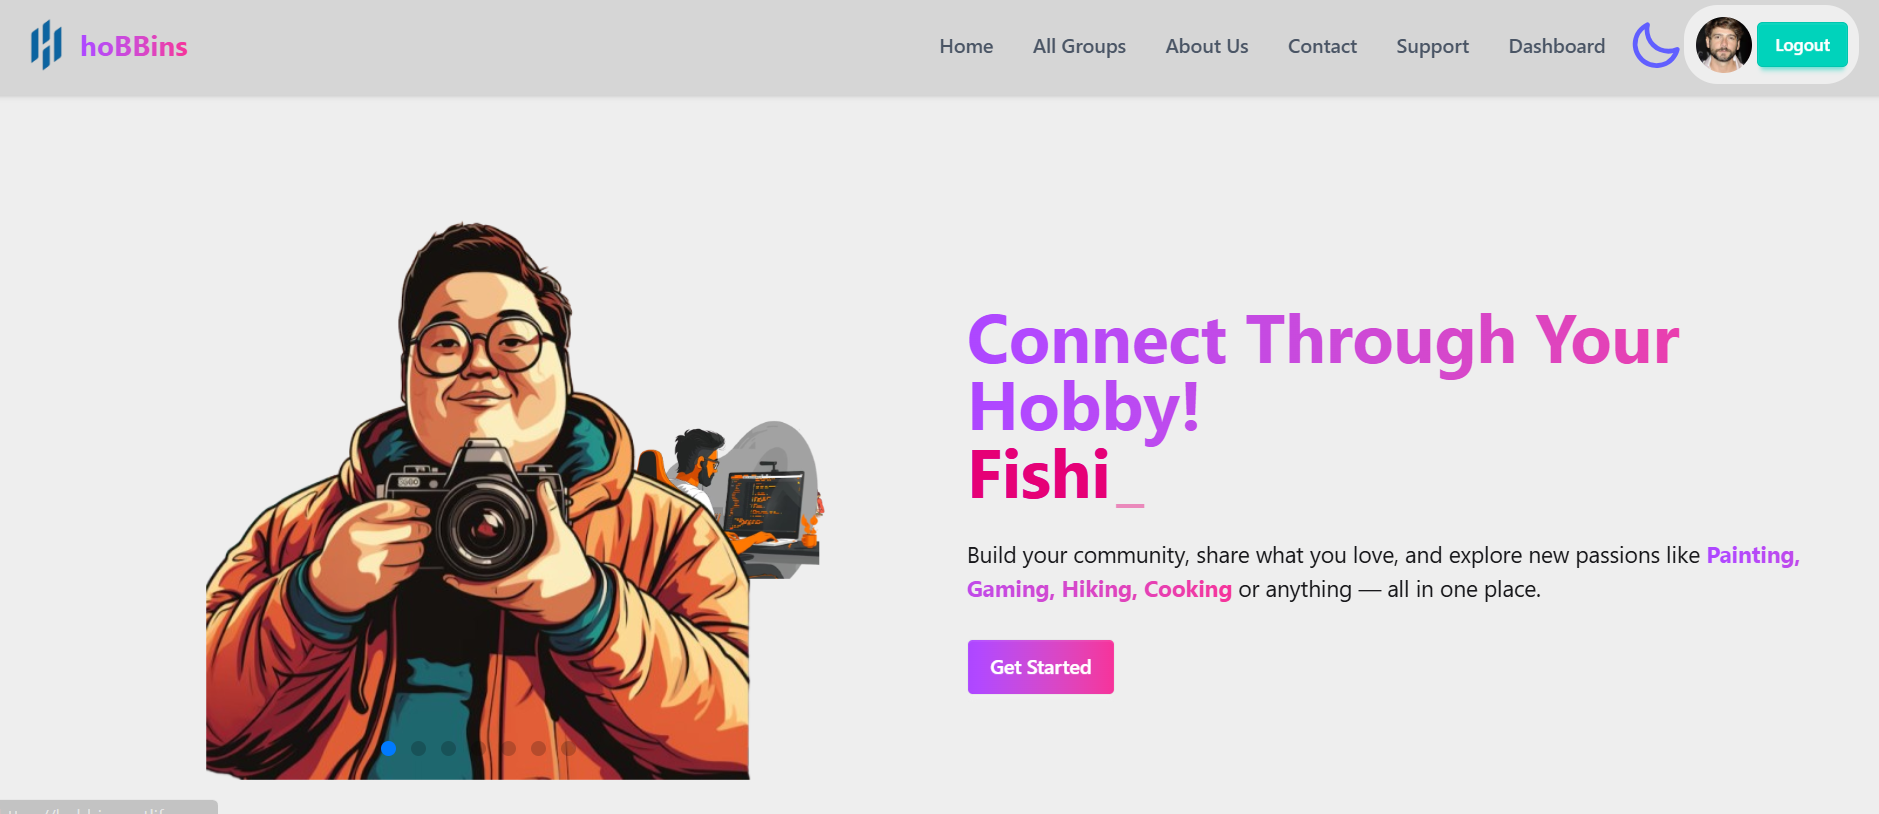 hoBBins
Home
All Groups
About Us
Contact
Support
Dashboard
Logout
Connect Through Your
Hobby!
Fishi_
Build your community, share what you love, and explore new passions like Painting,
Gaming, Hiking, Cooking or anything — all in one place.
Get Started